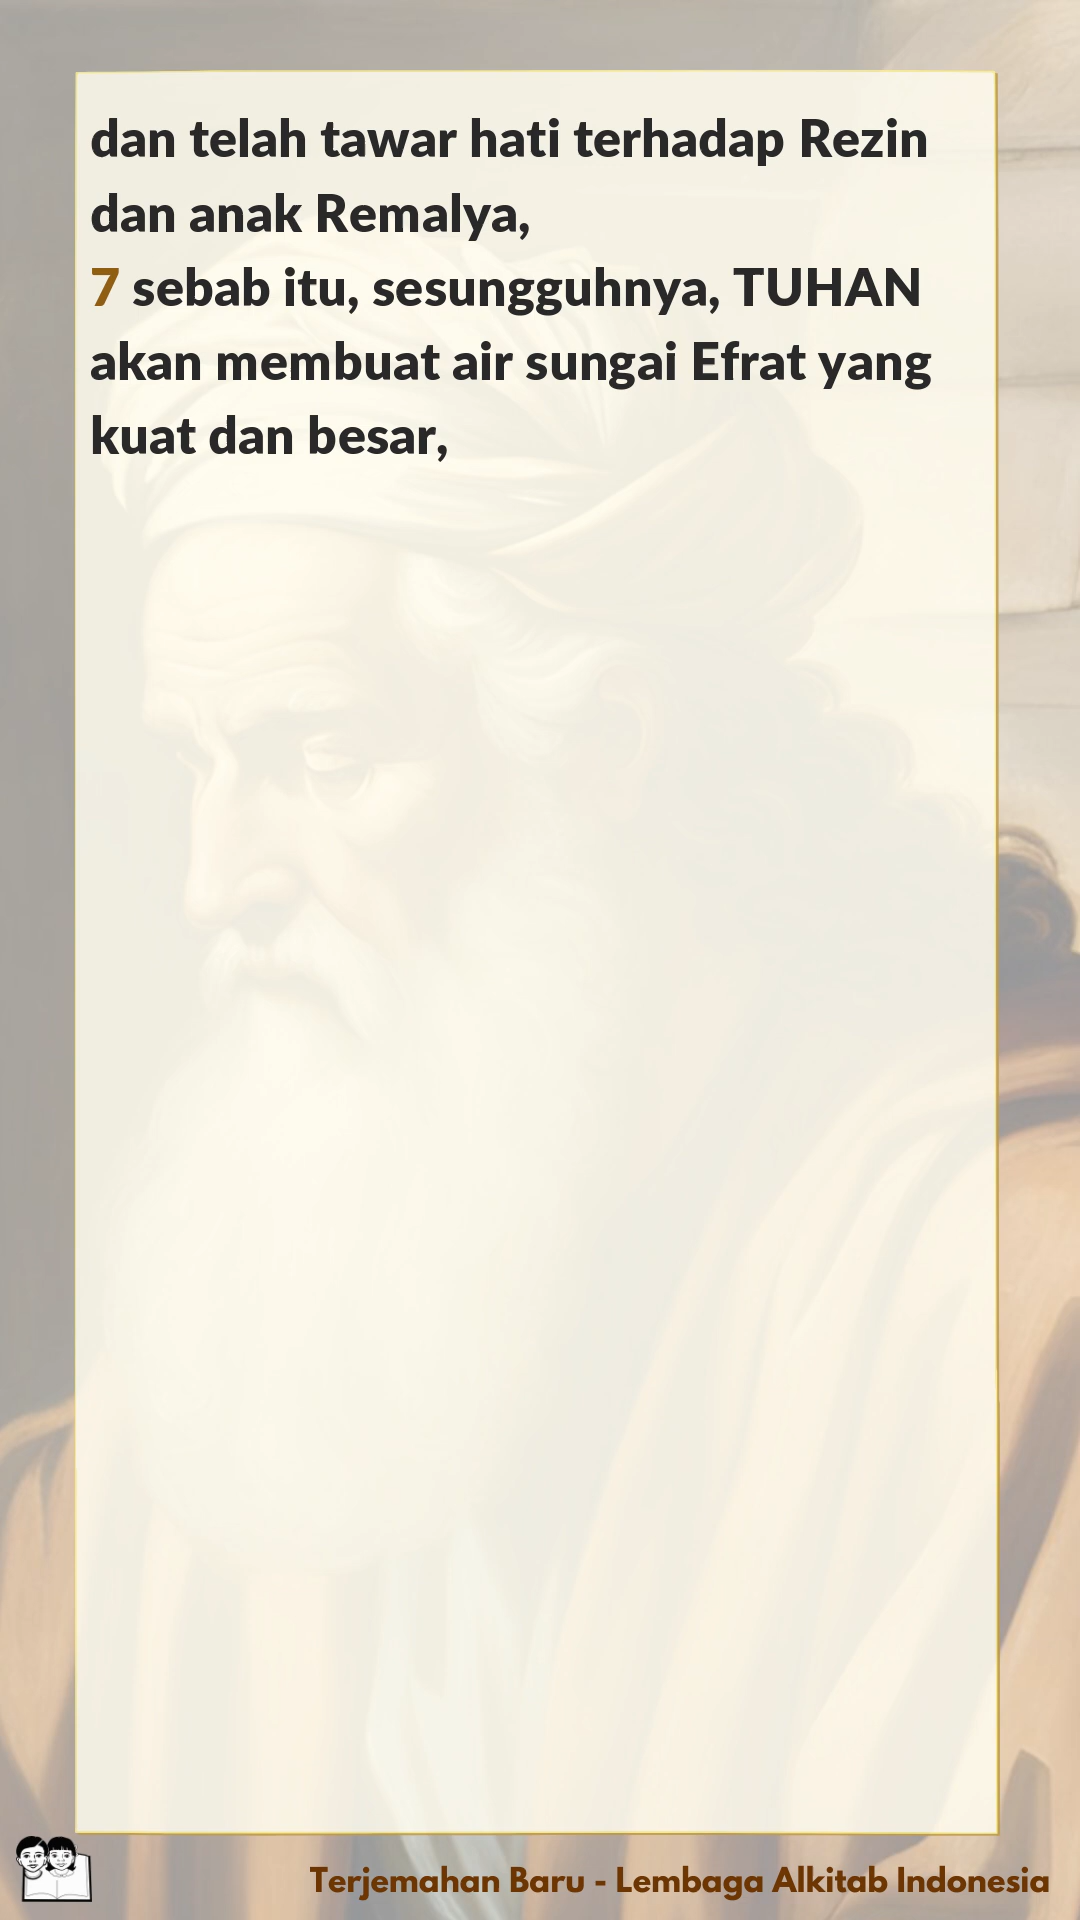 dan telah tawar hati terhadap Rezin
dan anak Remalya,
7 sebab itu, sesungguhnya, TUHAN
akan membuat air sungai Efrat yang
kuat dan besar,
Terjemahan Baru - Lembaga Alkitab Indonesia